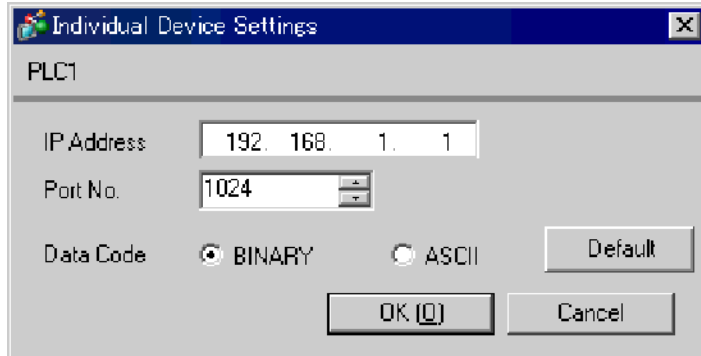 Individual Device Settings
PLC1
IP Address 192. 168. 1. 1
Port No. 1024
Data Code BINARY ASCII Default
OK (O) Cancel